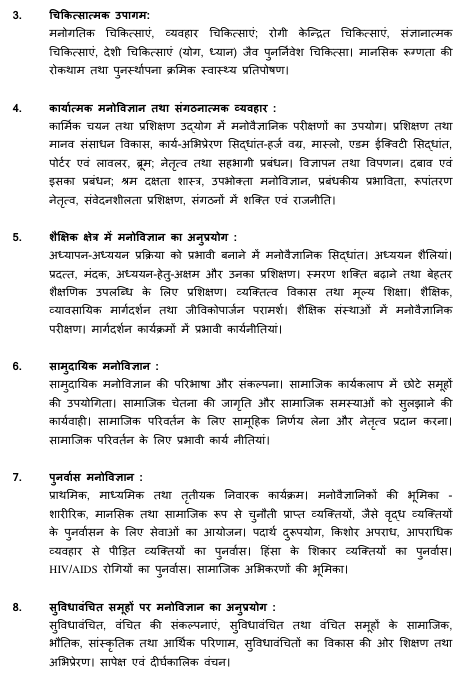 3. चिकित्सात्मक उपागम:
मनोगतिक चिकित्साएं, व्यवहार चिकित्साएं; रोगी केन्द्रित चिकित्साएं, संज्ञानात्मक
चिकित्साएं, देशी चिकित्साएं (योग, ध्यान) जैव पुनर्निवेश चिकित्सा। मानसिक रुग्णता की
रोकथाम तथा पुनर्स्थापना क्रमिक स्वास्थ्य प्रतिपोषण।
4. कार्यात्मक मनोविज्ञान तथा संगठनात्मक व्यवहार :
कार्मिक चयन तथा प्रशिक्षण उद्योग में मनोवैज्ञानिक परीक्षणों का उपयोग। प्रशिक्षण तथा
मानव संसाधन विकास, कार्य-अभिप्रेरण सिद्धांत-हर्ज वग्र, मास्लो, एडम ईक्विटी सिद्धांत,
पोर्टर एवं लावलर, ब्रूम; नेतृत्व तथा सहभागी प्रबंधन। विज्ञापन तथा विपणन। दबाव एवं
इसका प्रबंधन; श्रम दक्षता शास्त्र, उपभोक्ता मनोविज्ञान, प्रबंधकीय प्रभाविता, रूपांतरण
नेतृत्व, संवेदनशीलता प्रशिक्षण, संगठनों में शक्ति एवं राजनीति।
5. शैक्षिक क्षेत्र में मनोविज्ञान का अनुप्रयोग :
अध्यापन-अध्ययन प्रक्रिया को प्रभावी बनाने में मनोवैज्ञानिक सिद्धांत। अध्ययन शैलियां।
प्रदत्त, मंदक, अध्ययन-हेतु-अक्षम और उनका प्रशिक्षण। स्मरण शक्ति बढ़ाने तथा बेहतर
शैक्षणिक उपलब्धि के लिए प्रशिक्षण। व्यक्तित्व विकास तथा मूल्य शिक्षा। शैक्षिक,
व्यावसायिक मार्गदर्शन तथा जीविकोपार्जन परामर्श। शैक्षिक संस्थाओं में मनोवैज्ञानिक
परीक्षण। मार्गदर्शन कार्यक्रमों में प्रभावी कार्यनीतियां।
6. सामुदायिक मनोविज्ञान :
सामुदायिक मनोविज्ञान की परिभाषा और संकल्पना। सामाजिक कार्यकलाप में छोटे समूहों
की उपयोगिता। सामाजिक चेतना की जागृति और सामाजिक समस्याओं को सुलझाने की
कार्यवाही। सामाजिक परिवर्तन के लिए सामूहिक निर्णय लेना और नेतृत्व प्रदान करना।
सामाजिक परिवर्तन के लिए प्रभावी कार्य नीतियां।
7. पुनर्वास मनोविज्ञान :
प्राथमिक, माध्यमिक तथा तृतीयक निवारक कार्यक्रम। मनोवैज्ञानिकों की भूमिका -
शारीरिक, मानसिक तथा सामाजिक रूप से चुनौती प्राप्त व्यक्तियों, जैसे वृद्ध व्यक्तियों
के पुनर्वासन के लिए सेवाओं का आयोजन। पदार्थ दुरूपयोग, किशोर अपराध, आपराधिक
व्यवहार से पीड़ित व्यक्तियों का पुनर्वास। हिंसा के शिकार व्यक्तियों का पुनर्वास।
HIV/AIDS रोगियों का पुनर्वास। सामाजिक अभिकरणों की भूमिका।
8. सुविधावंचित समूहों पर मनोविज्ञान का अनुप्रयोग :
सुविधावंचित, वंचित की संकल्पनाएं, सुविधावंचित तथा वंचित समूहों के सामाजिक,
भौतिक, सांस्कृतिक तथा आर्थिक परिणाम, सुविधावंचितों का विकास की ओर शिक्षण तथा
अभिप्रेरण। सापेक्ष एवं दीर्घकालिक वंचन।